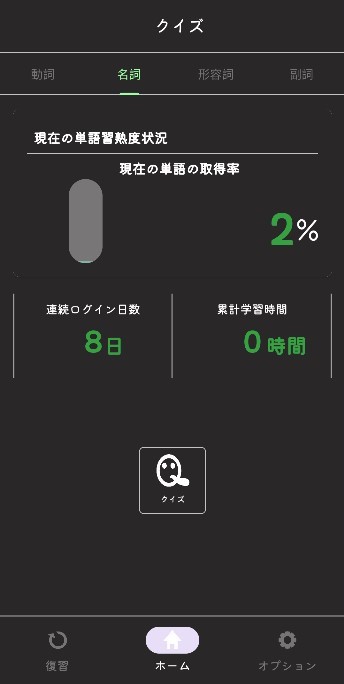 クイズ
動詞 名詞 形容詞 副詞
現在の単語習熟度状況
現在の単語の取得率
2%
連続ログイン日数 累計学習時間
8日 0時間
クイズ
復習 ホーム オプション